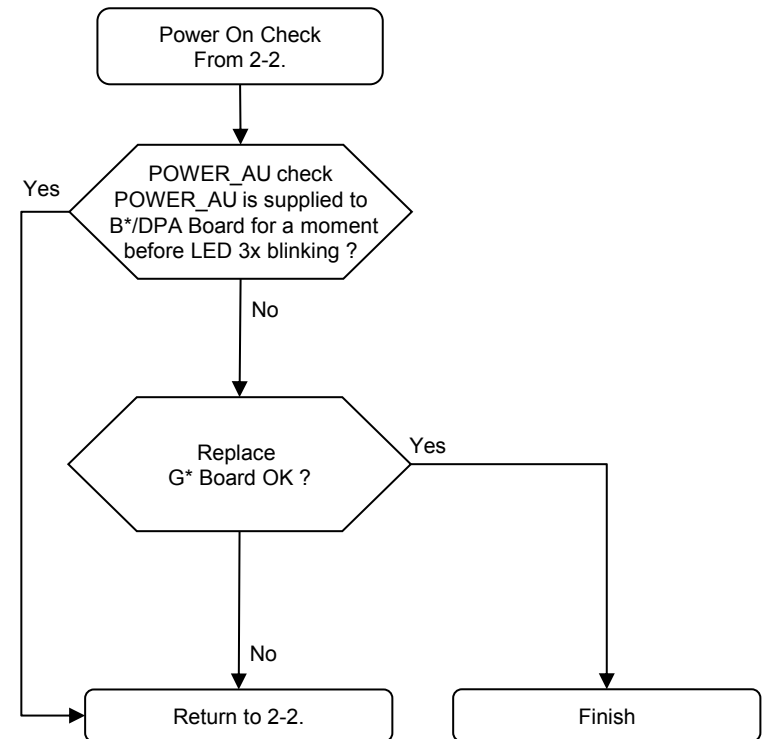 Power On Check
From 2-2.
POWER_AU check
POWER_AU is supplied to
B*/DPA Board for a moment
before LED 3x blinking ?
Yes
No
Replace
G* Board OK ?
Yes
No
Return to 2-2.
Finish